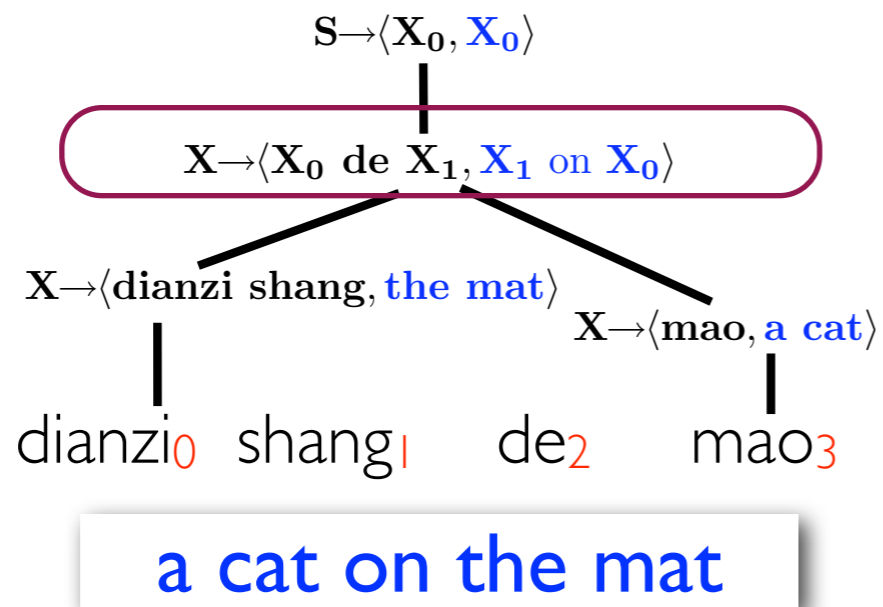 S→⟨X₀, X₀⟩
X→⟨X₀ de X₁, X₁ on X₀⟩
X→⟨dianzi shang, the mat⟩
X→⟨mao, a cat⟩
dianzi₀ shang₁ de₂ mao₃
a cat on the mat